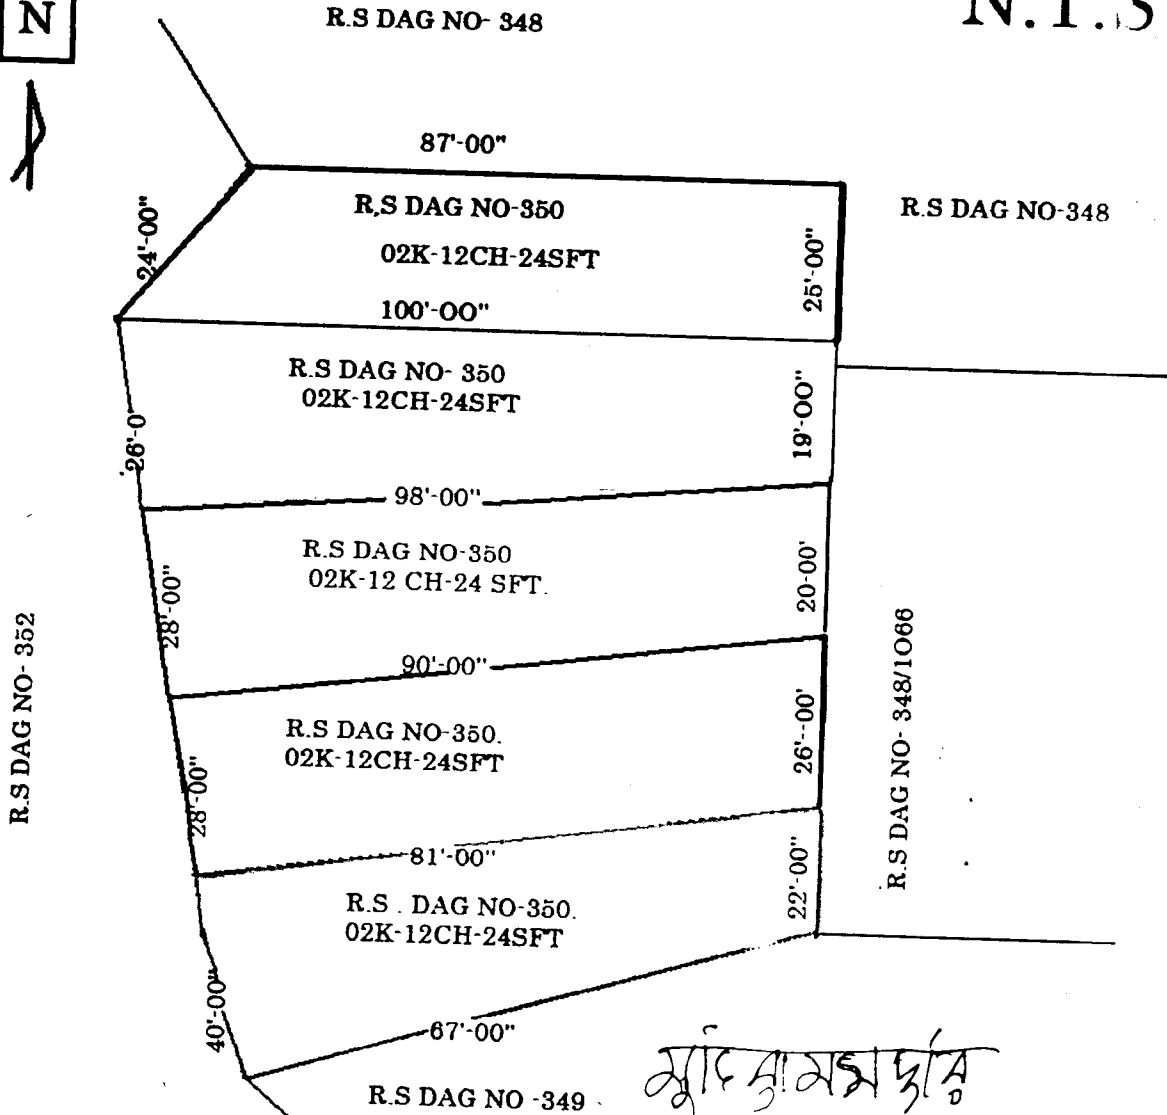 N
R.S DAG NO- 348
N.T.S
87'-00"
R,S DAG NO-350
02K-12CH-24SFT
24'-00"
25'-00"
R.S DAG NO-348
100'-OO"
R.S DAG NO- 350
02K-12CH-24SFT
26'-0'
19'-OO"
98'-00"
R.S DAG NO-350
02K-12 CH-24 SFT.
28'-00"
20-00'
90'-00"
R.S DAG NO- 352
R.S DAG NO-350.
02K-12CH-24SFT
28'-00"
26'--00'
R.S DAG NO- 348/1O66
81'-00"
R.S . DAG NO-350.
02K-12CH-24SFT
22'-00"
40'-00"
67'-00"
R.S DAG NO -349